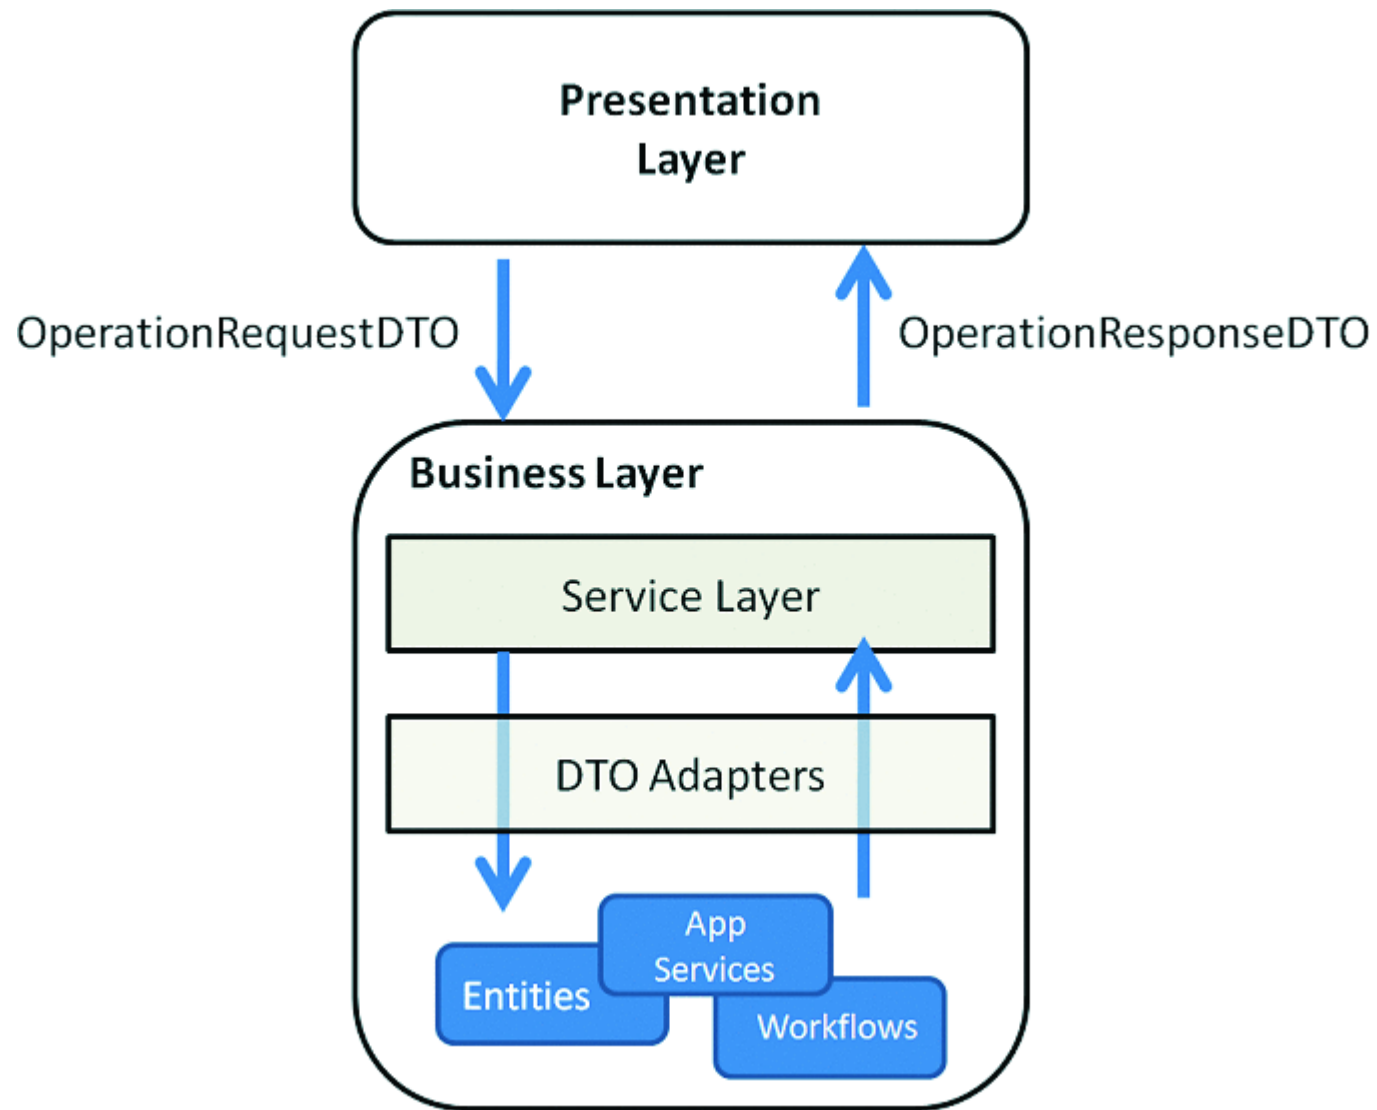 Presentation
Layer
OperationRequestDTO
OperationResponseDTO
Business Layer
Service Layer
DTO Adapters
App
Services
Entities
Workflows